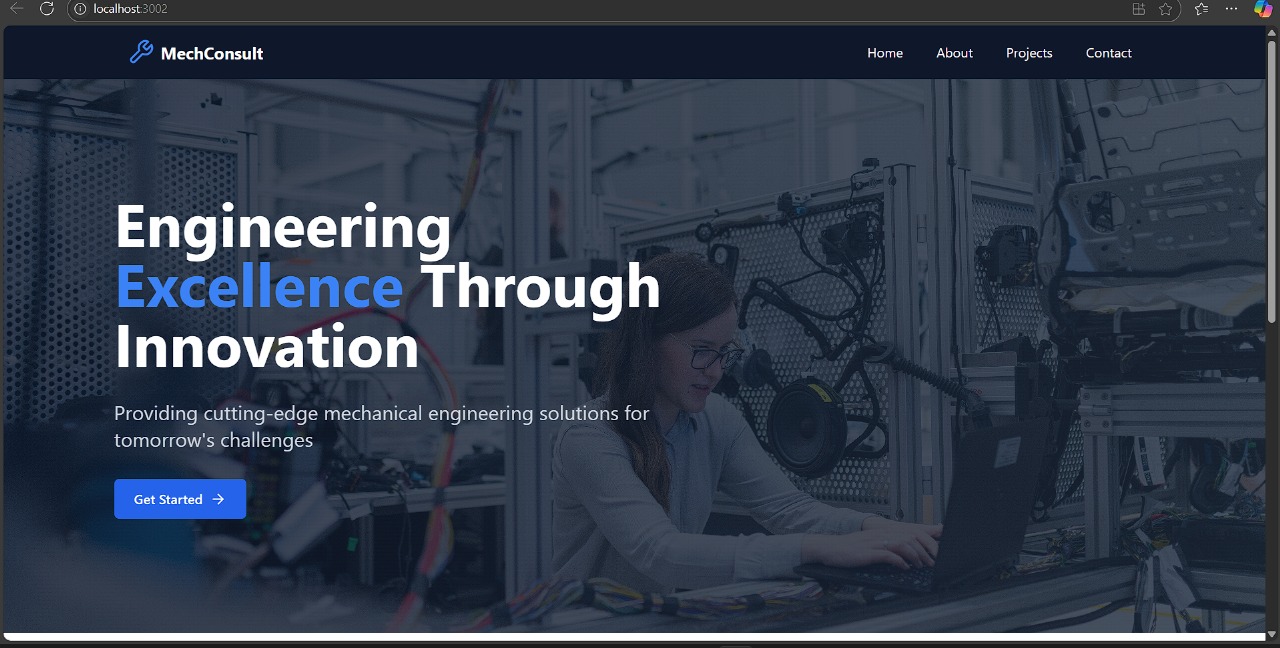 localhost:3002
MechConsult
Home About Projects Contact
Engineering
Excellence Through
Innovation
Providing cutting-edge mechanical engineering solutions for
tomorrow's challenges
Get Started →